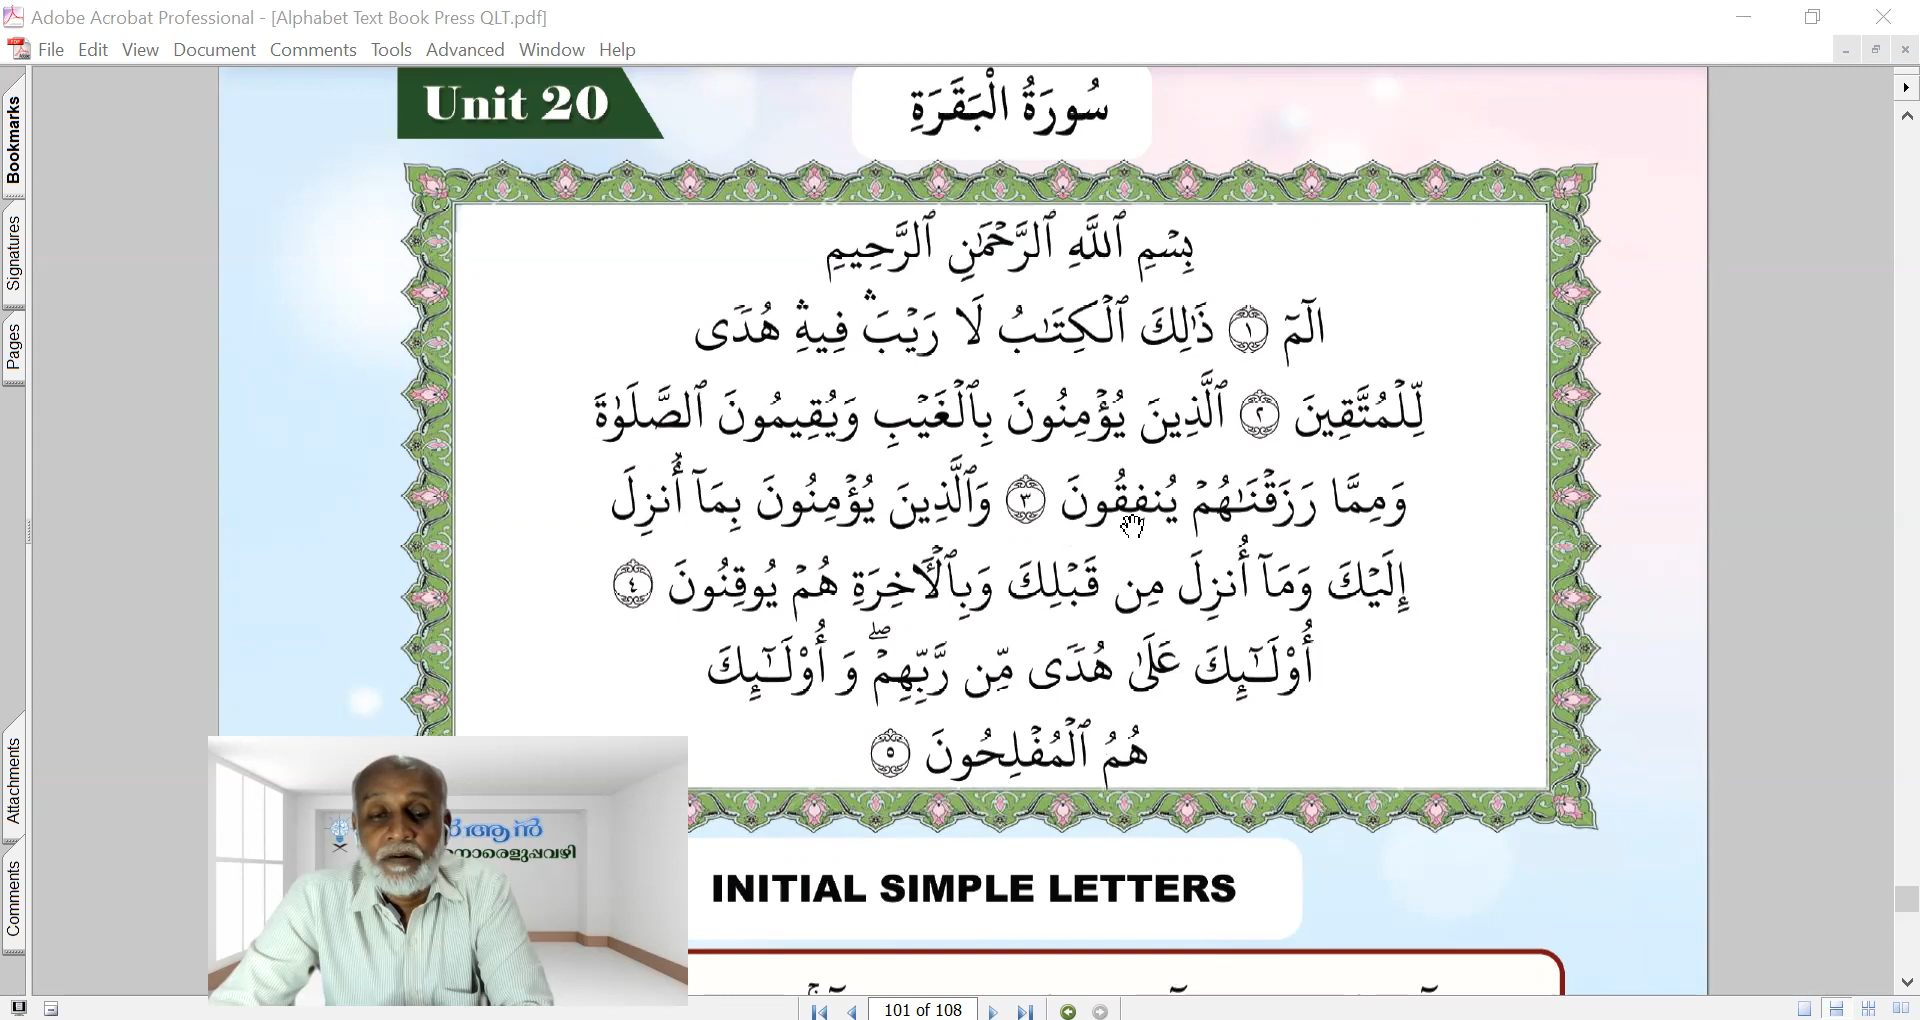 Adobe Acrobat Professional - [Alphabet Text Book Press QLT.pdf]
File Edit View Document Comments Tools Advanced Window Help
Bookmarks
Signatures
Pages
Attachments
Comments
Unit 20
سُورَةُ الْبَقَرَةِ
بِسۡمِ ٱللَّهِ ٱلرَّحۡمَٰنِ ٱلرَّحِيمِ
الٓمٓ ١ ذَٰلِكَ ٱلۡكِتَٰبُ لَا رَيۡبَۛ فِيهِۛ هُدٗى
لِّلۡمُتَّقِينَ ٢ ٱلَّذِينَ يُؤۡمِنُونَ بِٱلۡغَيۡبِ وَيُقِيمُونَ ٱلصَّلَوٰةَ
وَمِمَّا رَزَقۡنَٰهُمۡ يُنفِقُونَ ٣ وَٱلَّذِينَ يُؤۡمِنُونَ بِمَآ أُنزِلَ
إِلَيۡكَ وَمَآ أُنزِلَ مِن قَبۡلِكَ وَبِٱلۡأٓخِرَةِ هُمۡ يُوقِنُونَ ٤
أُوْلَٰٓئِكَ عَلَىٰ هُدٗى مِّن رَّبِّهِمۡۖ وَ أُوْلَٰٓئِكَ
هُمُ ٱلۡمُفۡلِحُونَ ٥
INITIAL SIMPLE LETTERS
101 of 108